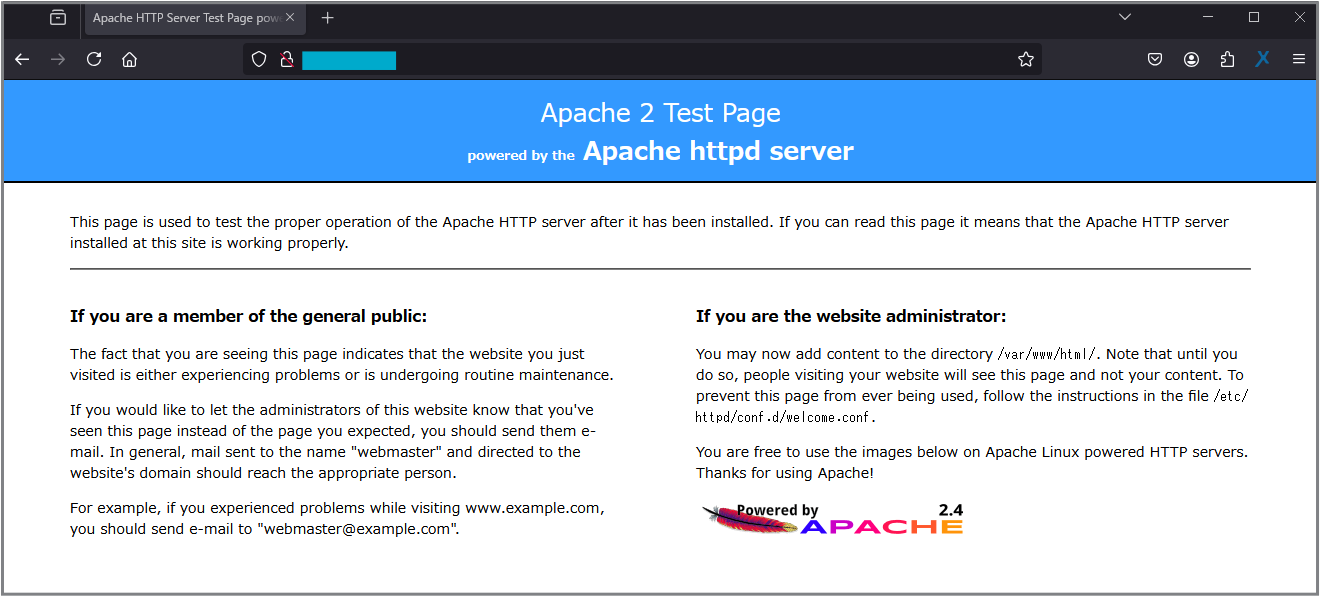 Apache HTTP Server Test Page pow
Apache 2 Test Page
powered by the Apache httpd server
This page is used to test the proper operation of the Apache HTTP server after it has been installed. If you can read this page it means that the Apache HTTP server
installed at this site is working properly.
If you are a member of the general public:
The fact that you are seeing this page indicates that the website you just
visited is either experiencing problems or is undergoing routine maintenance.
If you would like to let the administrators of this website know that you've
seen this page instead of the page you expected, you should send them e-
mail. In general, mail sent to the name "webmaster" and directed to the
website's domain should reach the appropriate person.
For example, if you experienced problems while visiting www.example.com,
you should send e-mail to "webmaster@example.com".
If you are the website administrator:
You may now add content to the directory /var/www/html/. Note that until you
do so, people visiting your website will see this page and not your content. To
prevent this page from ever being used, follow the instructions in the file /etc/
httpd/conf.d/welcome.conf.
You are free to use the images below on Apache Linux powered HTTP servers.
Thanks for using Apache!
Powered by 2.4
APACHE